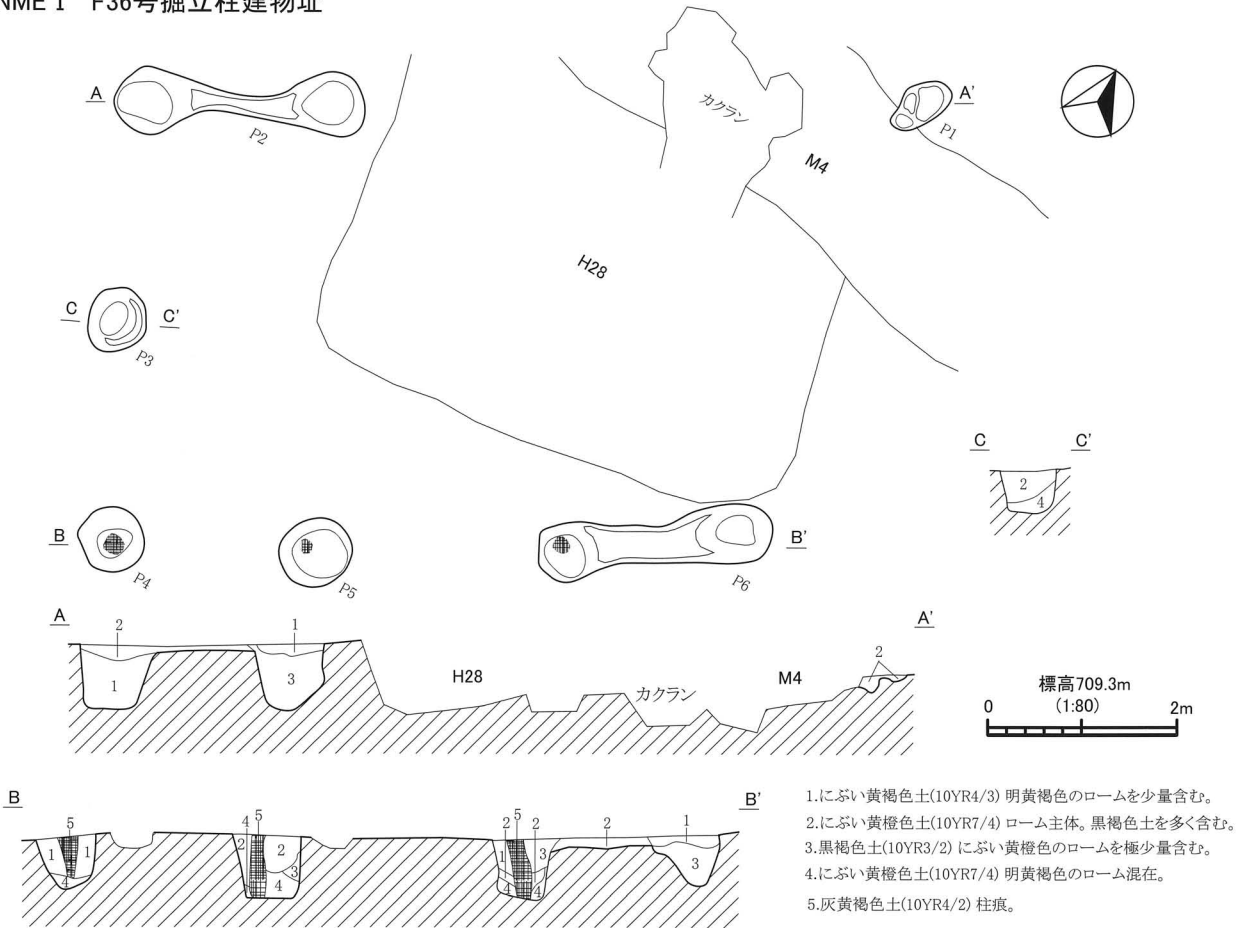 NME 1 F36号掘立柱建物址
A
P2
カクラン
A'
P1
M4
H28
C
C'
P3
C
C'
2
4
B
P4
P5
B'
P6
A
2
1
A'
1
3
H28
カクラン
M4
2
標高709.3m
(1:80)
0
2m
B
5
1
1
4
4
5
2
2
3
4
5
2
2
1
3
4
4
2
1
3
B'
1.にぶい黄褐色土(10YR4/3) 明黄褐色のロームを少量含む。
2.にぶい黄橙色土(10YR7/4) ローム主体。黒褐色土を多く含む。
3.黒褐色土(10YR3/2) にぶい黄橙色のロームを極少量含む。
4.にぶい黄橙色土(10YR7/4) 明黄褐色のローム混在。
5.灰黄褐色土(10YR4/2) 柱痕。